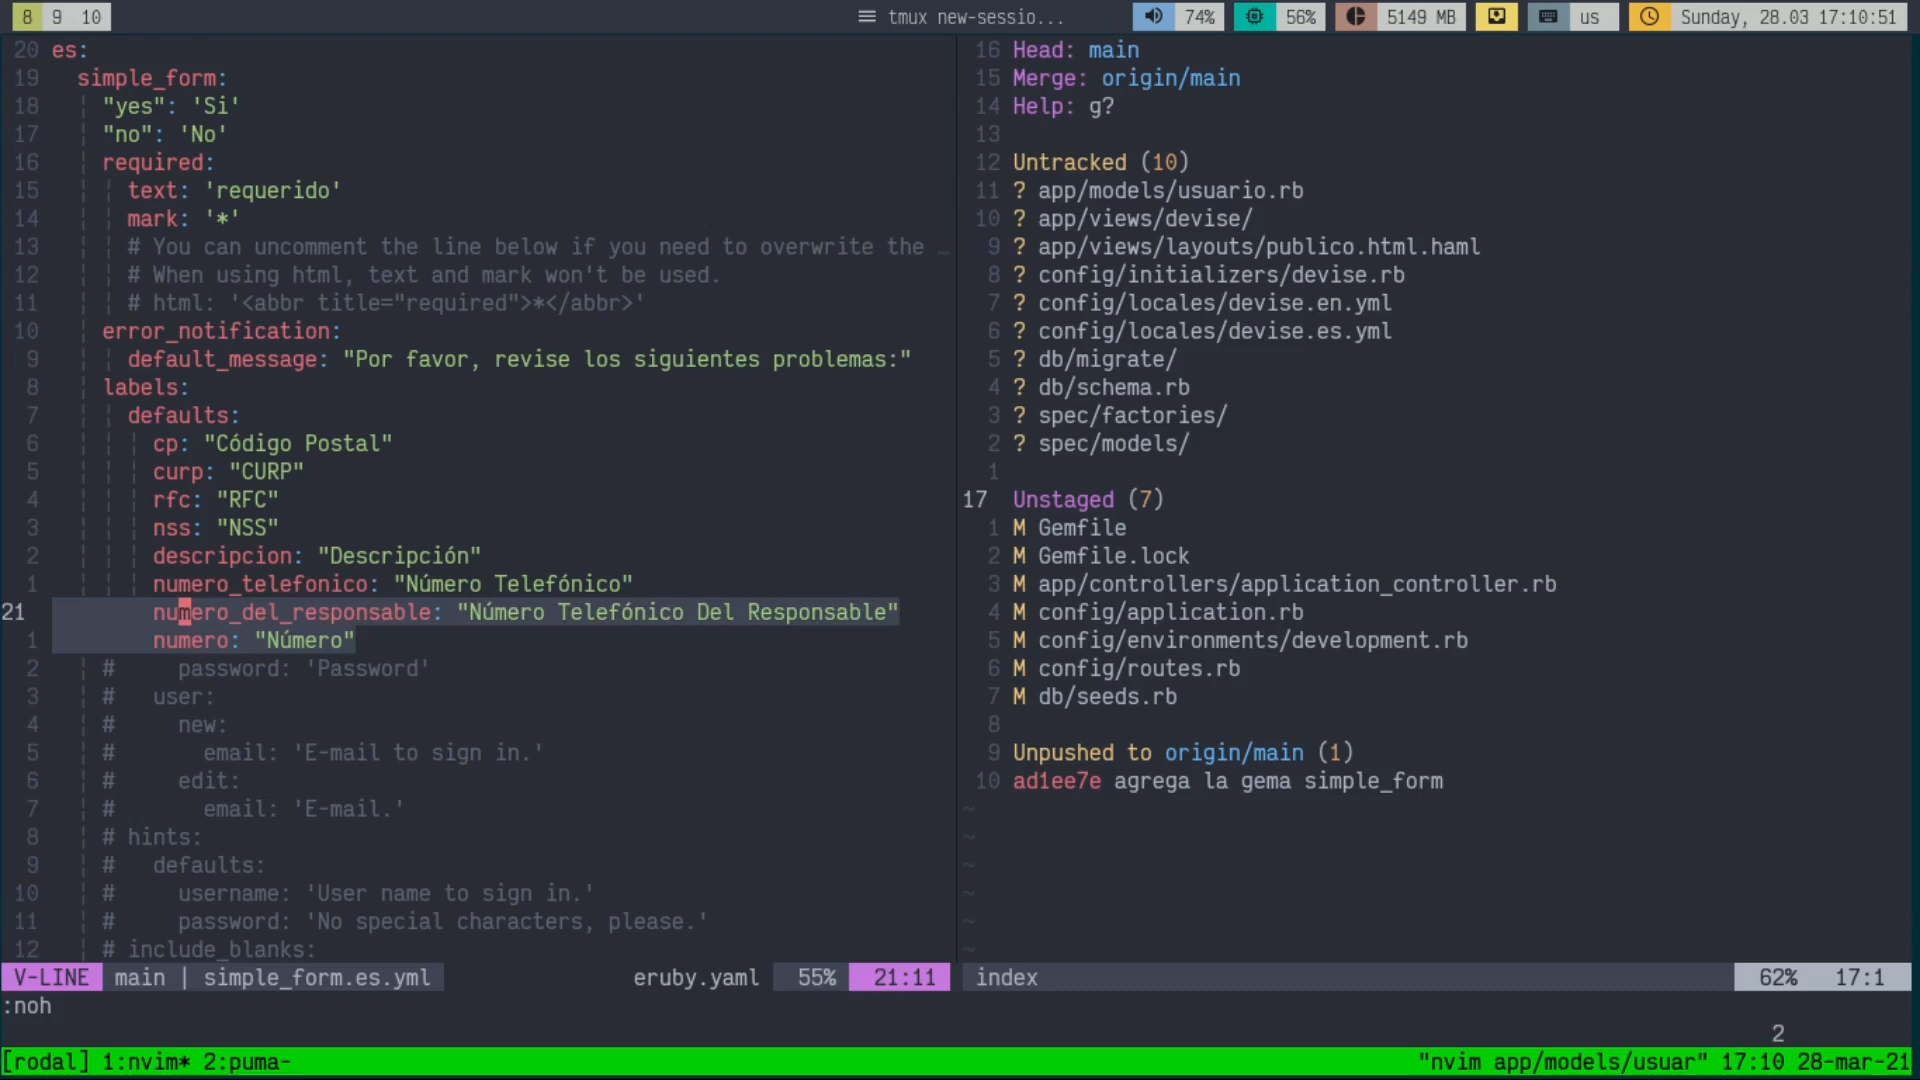 8 9 10 tmux new-sessio... 74% 56% 5149 MB us Sunday, 28.03 17:10:51
20 es:
19 simple_form:
18 "yes": 'Si'
17 "no": 'No'
16 required:
15 text: 'requerido'
14 mark: '*'
13 # You can uncomment the line below if you need to overwrite the …
12 # When using html, text and mark won't be used.
11 # html: '<abbr title="required">*</abbr>'
10 error_notification:
9 default_message: "Por favor, revise los siguientes problemas:"
8 labels:
7 defaults:
6 cp: "Código Postal"
5 curp: "CURP"
4 rfc: "RFC"
3 nss: "NSS"
2 descripcion: "Descripción"
1 numero_telefonico: "Número Telefónico"
21 numero_del_responsable: "Número Telefónico Del Responsable"
1 numero: "Número"
2 # password: 'Password'
3 # user:
4 # new:
5 # email: 'E-mail to sign in.'
6 # edit:
7 # email: 'E-mail.'
8 # hints:
9 # defaults:
10 # username: 'User name to sign in.'
11 # password: 'No special characters, please.'
12 # include_blanks:
V-LINE main | simple_form.es.yml eruby.yaml 55% 21:11
:noh
16 Head: main
15 Merge: origin/main
14 Help: g?
13
12 Untracked (10)
11 ? app/models/usuario.rb
10 ? app/views/devise/
9 ? app/views/layouts/publico.html.haml
8 ? config/initializers/devise.rb
7 ? config/locales/devise.en.yml
6 ? config/locales/devise.es.yml
5 ? db/migrate/
4 ? db/schema.rb
3 ? spec/factories/
2 ? spec/models/
1
17 Unstaged (7)
1 M Gemfile
2 M Gemfile.lock
3 M app/controllers/application_controller.rb
4 M config/application.rb
5 M config/environments/development.rb
6 M config/routes.rb
7 M db/seeds.rb
8
9 Unpushed to origin/main (1)
10 ad1ee7e agrega la gema simple_form
~
~
~
~
~
~
index 62% 17:1
2
[rodal] 1:nvim* 2:puma- "nvim app/models/usuar" 17:10 28-mar-21